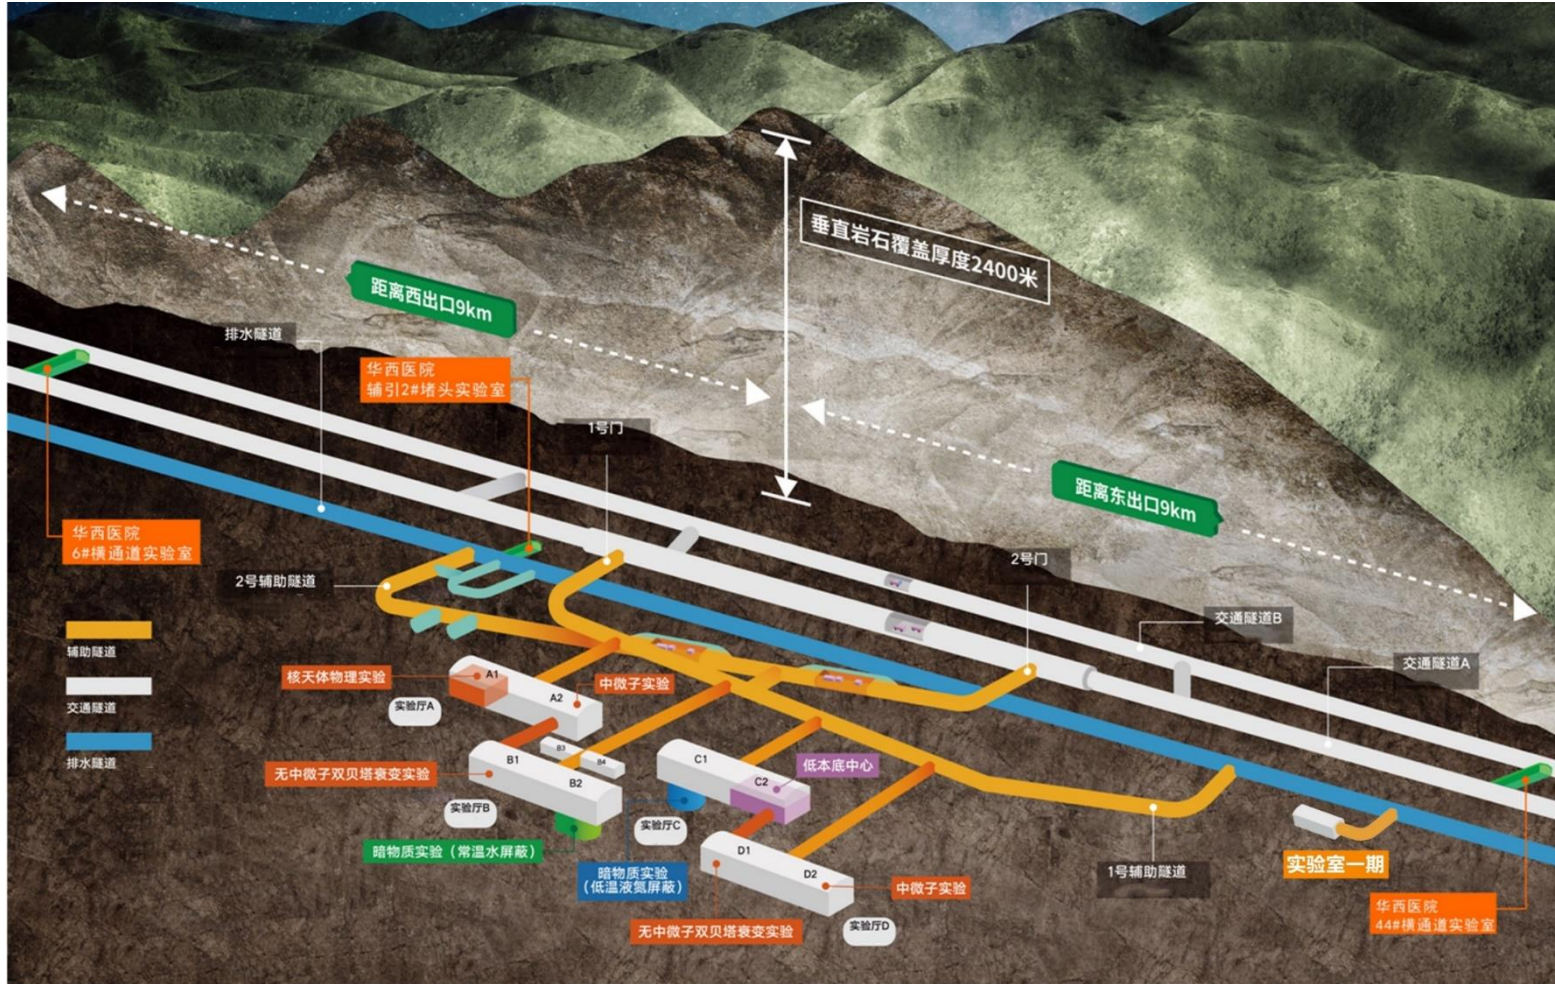 垂直岩石覆盖厚度2400米
距离西出口9km
排水隧道
华西医院
辅引2#堵头实验室
1号门
距离东出口9km
华西医院
6#横通道实验室
2号辅助隧道
2号门
交通隧道B
交通隧道A
辅助隧道
交通隧道
排水隧道
核天体物理实验
A1
A2
中微子实验
实验厅A
B3
B4
B1
B2
无中微子双贝塔衰变实验
实验厅B
暗物质实验（常温水屏蔽）
C1
C2
低本底中心
实验厅C
暗物质实验
（低温液氮屏蔽）
D1
D2
中微子实验
无中微子双贝塔衰变实验
实验厅D
1号辅助隧道
实验室一期
华西医院
44#横通道实验室